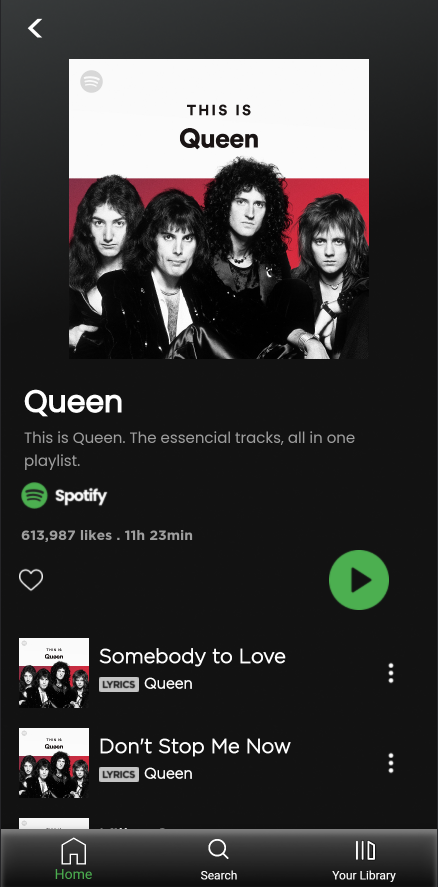 THIS IS
Queen
Queen
This is Queen. The essencial tracks, all in one
playlist.
Spotify
613,987 likes . 11h 23min
THIS IS
Queen
Somebody to Love
LYRICS Queen
THIS IS
Queen
Don't Stop Me Now
LYRICS Queen
Home
Search
Your Library